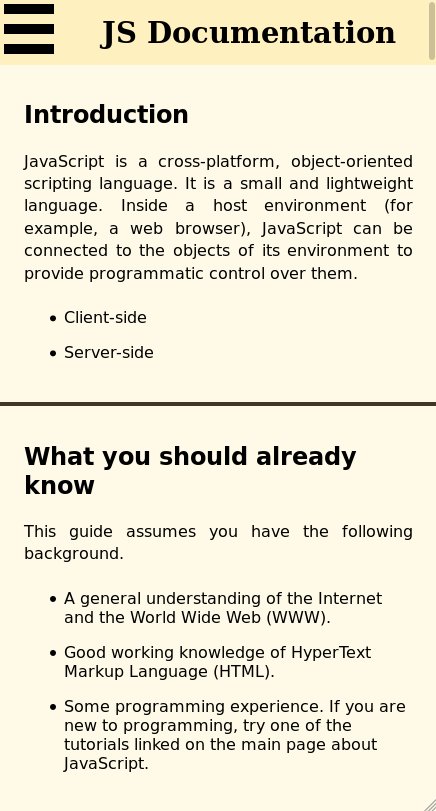 JS Documentation
Introduction
JavaScript is a cross-platform, object-oriented
scripting language. It is a small and lightweight
language. Inside a host environment (for
example, a web browser), JavaScript can be
connected to the objects of its environment to
provide programmatic control over them.
• Client-side
• Server-side
What you should already
know
This guide assumes you have the following
background.
• A general understanding of the Internet
and the World Wide Web (WWW).
• Good working knowledge of HyperText
Markup Language (HTML).
• Some programming experience. If you are
new to programming, try one of the
tutorials linked on the main page about
JavaScript.